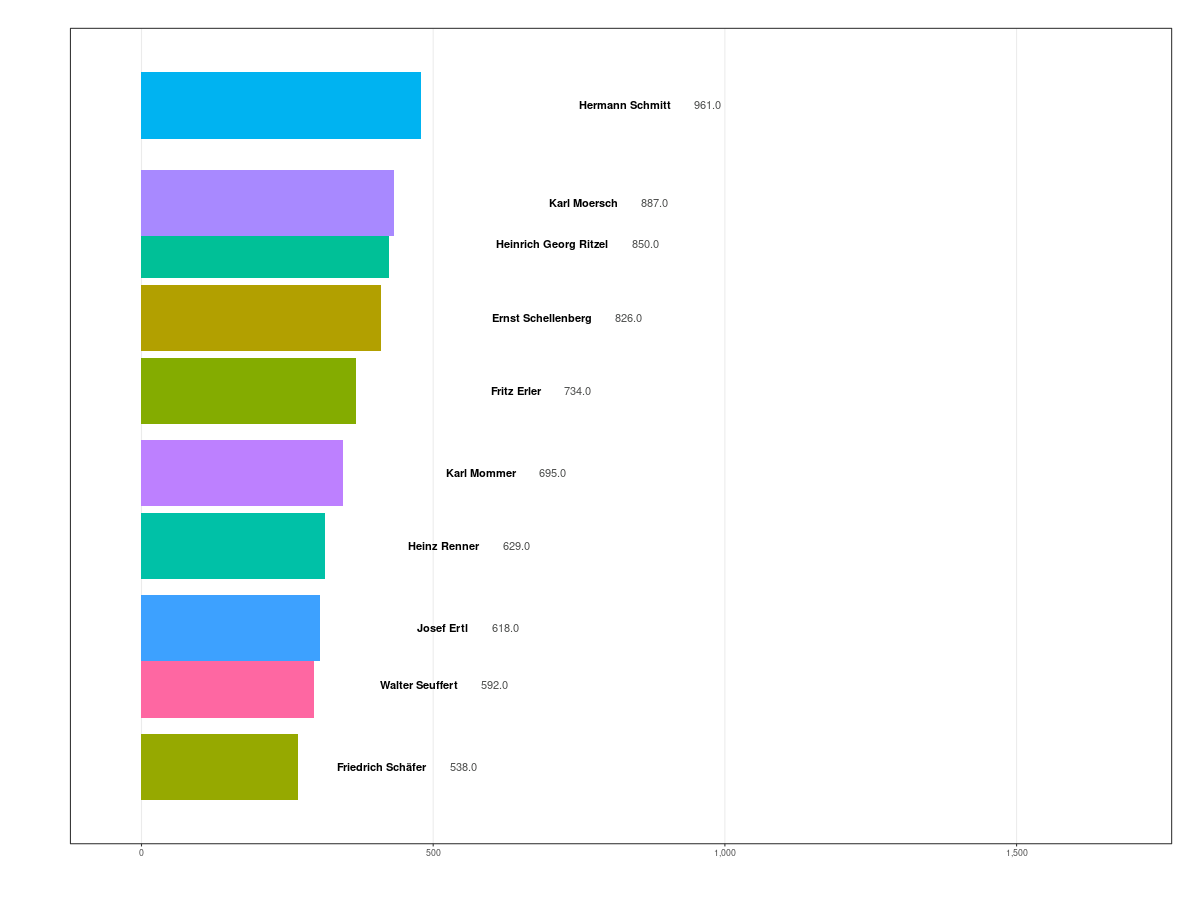 Hermann Schmitt 961.0
Karl Moersch 887.0
Heinrich Georg Ritzel 850.0
Ernst Schellenberg 826.0
Fritz Erler 734.0
Karl Mommer 695.0
Heinz Renner 629.0
Josef Ertl 618.0
Walter Seuffert 592.0
Friedrich Schäfer 538.0
0 500 1,000 1,500